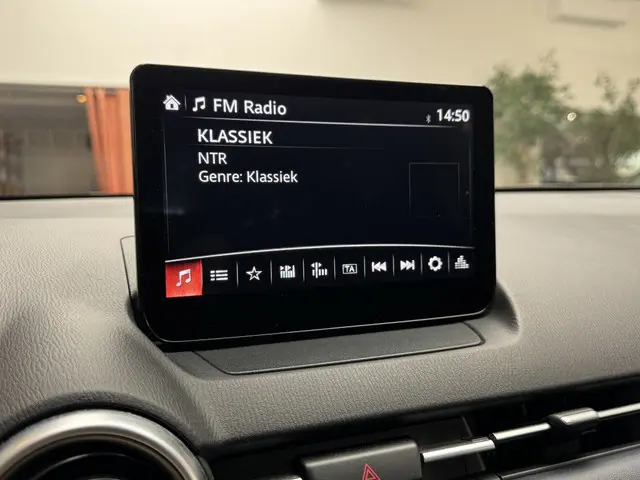 FM Radio
14:50
KLASSIEK
NTR
Genre: Klassiek
TA